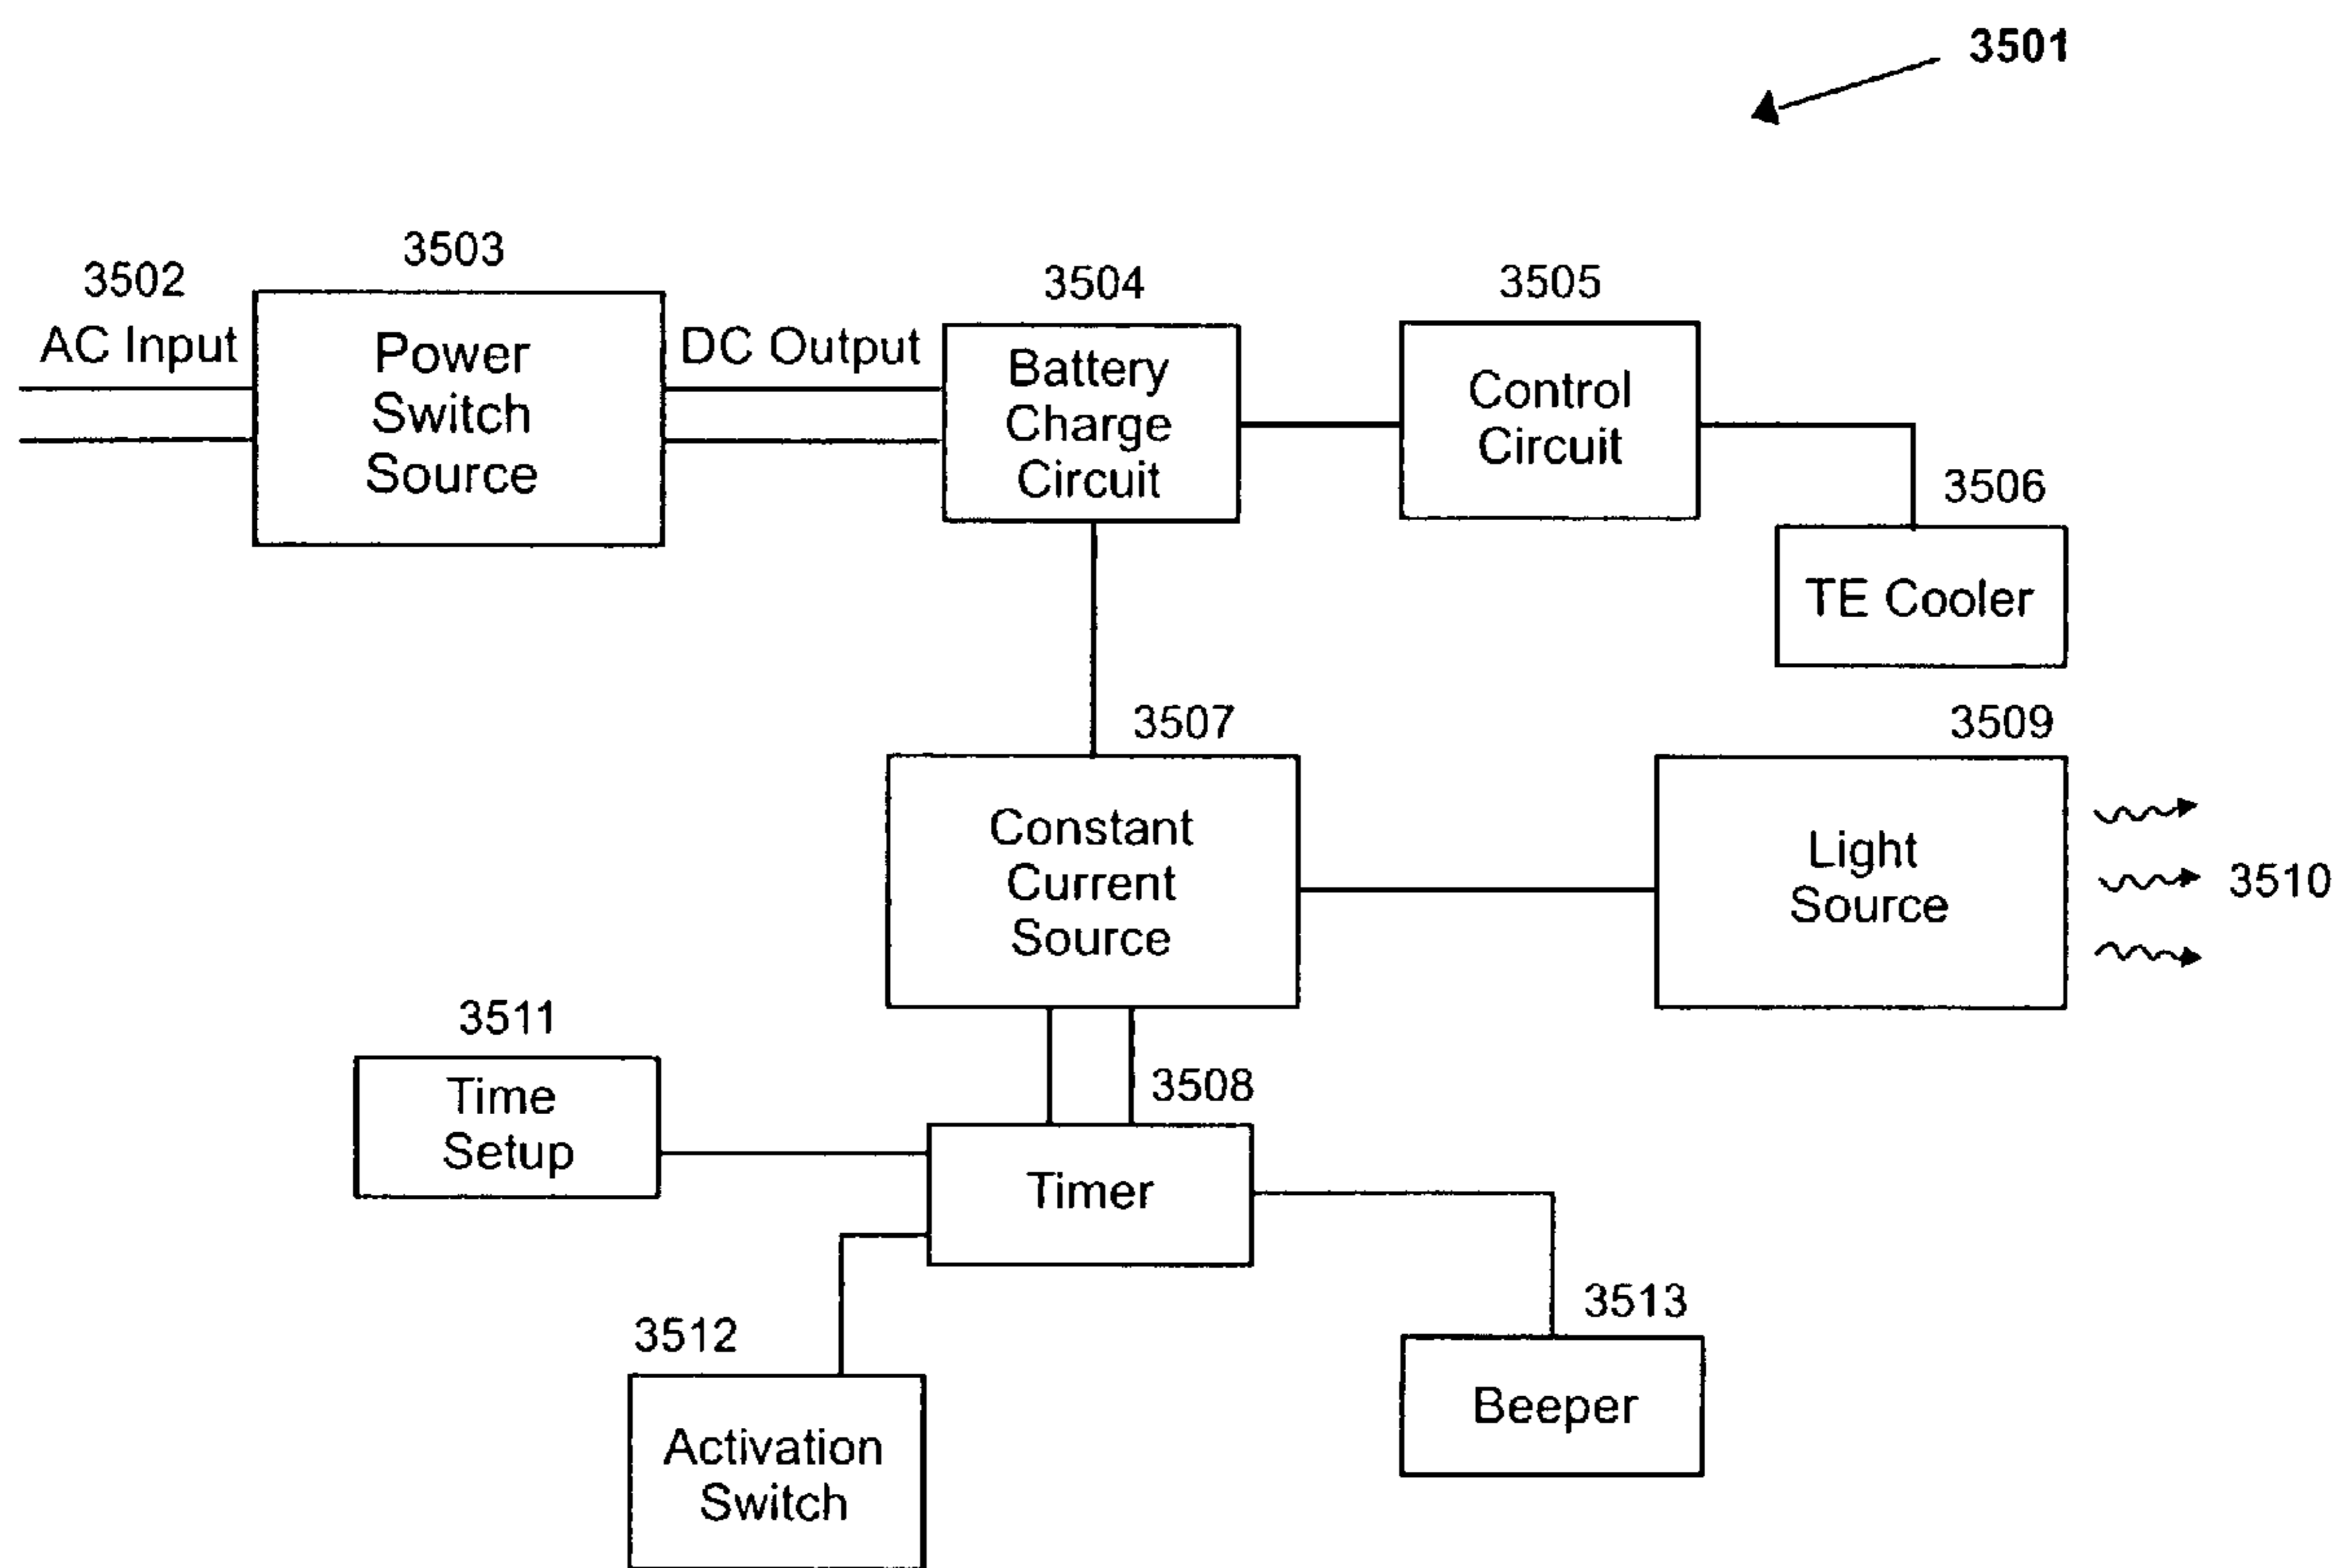 3501
3502
AC Input
3503
Power
Switch
Source
DC Output
3504
Battery
Charge
Circuit
3505
Control
Circuit
3506
TE Cooler
3507
Constant
Current
Source
3509
Light
Source
3510
3511
Time
Setup
3508
Timer
3512
Activation
Switch
3513
Beeper